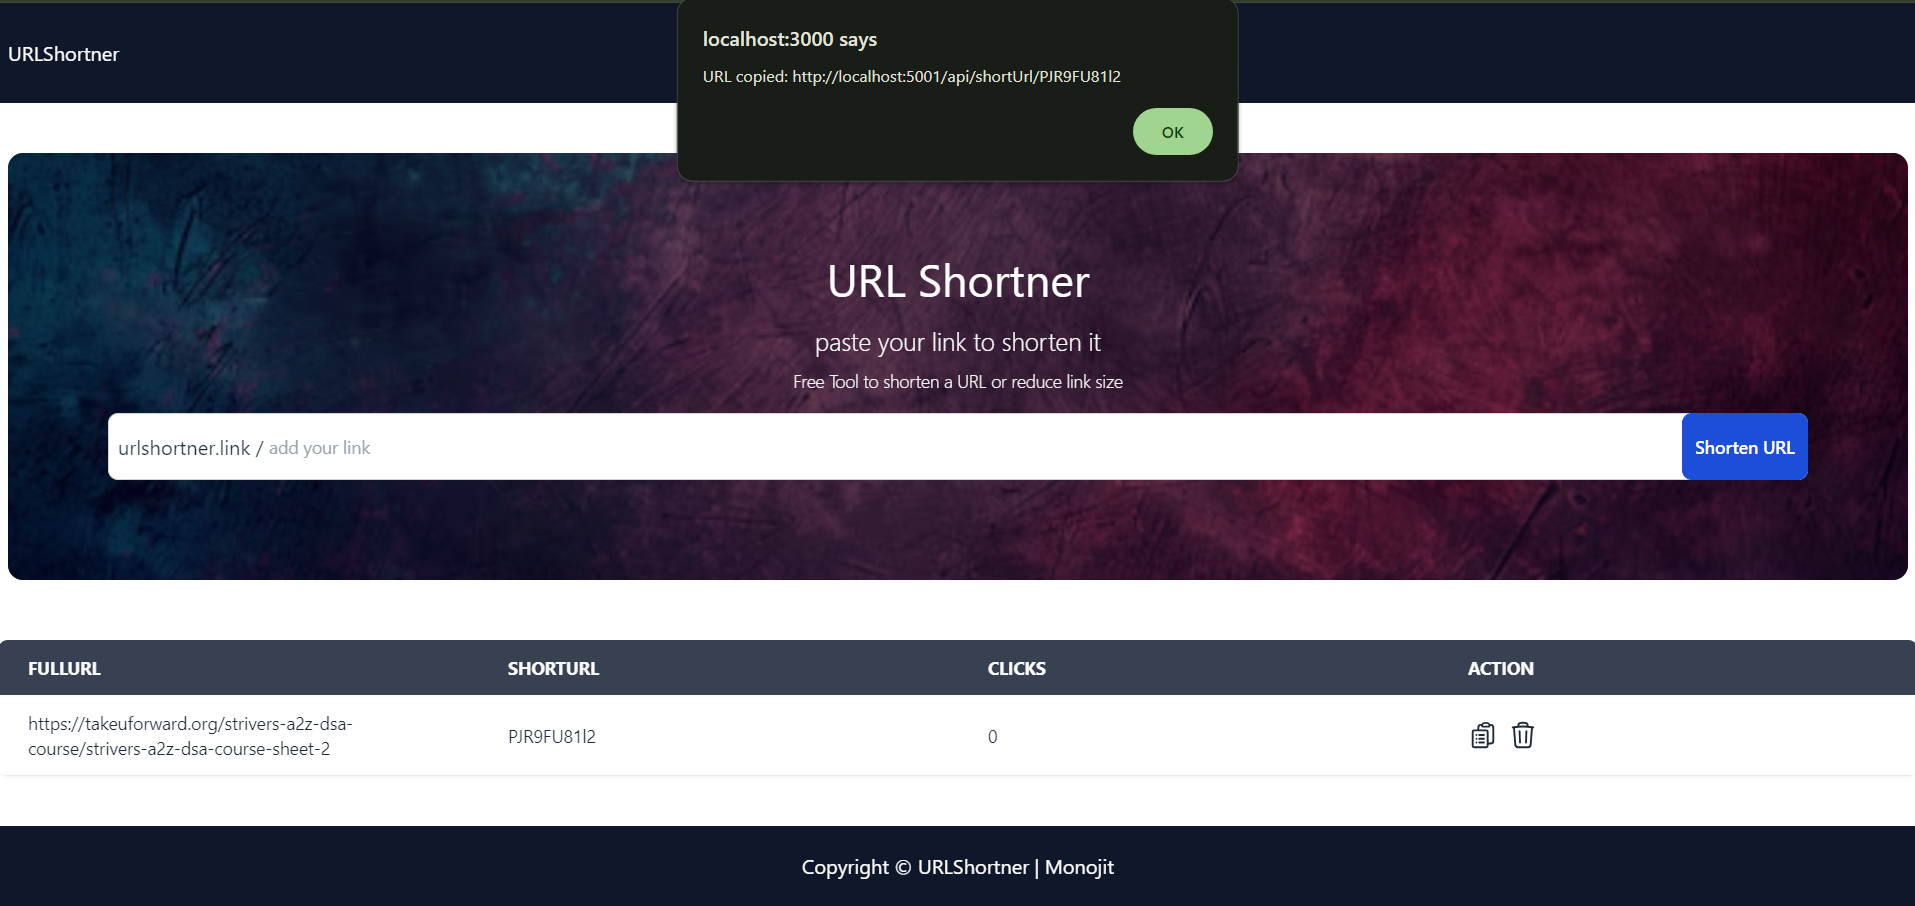 URLShortner
localhost:3000 says
URL copied: http://localhost:5001/api/shortUrl/PJR9FU81l2
OK
URL Shortner
paste your link to shorten it
Free Tool to shorten a URL or reduce link size
urlshortner.link / add your link
Shorten URL
FULLURL SHORTURL CLICKS ACTION
https://takeuforward.org/strivers-a2z-dsa-
course/strivers-a2z-dsa-course-sheet-2
PJR9FU81l2 0
Copyright © URLShortner | Monojit